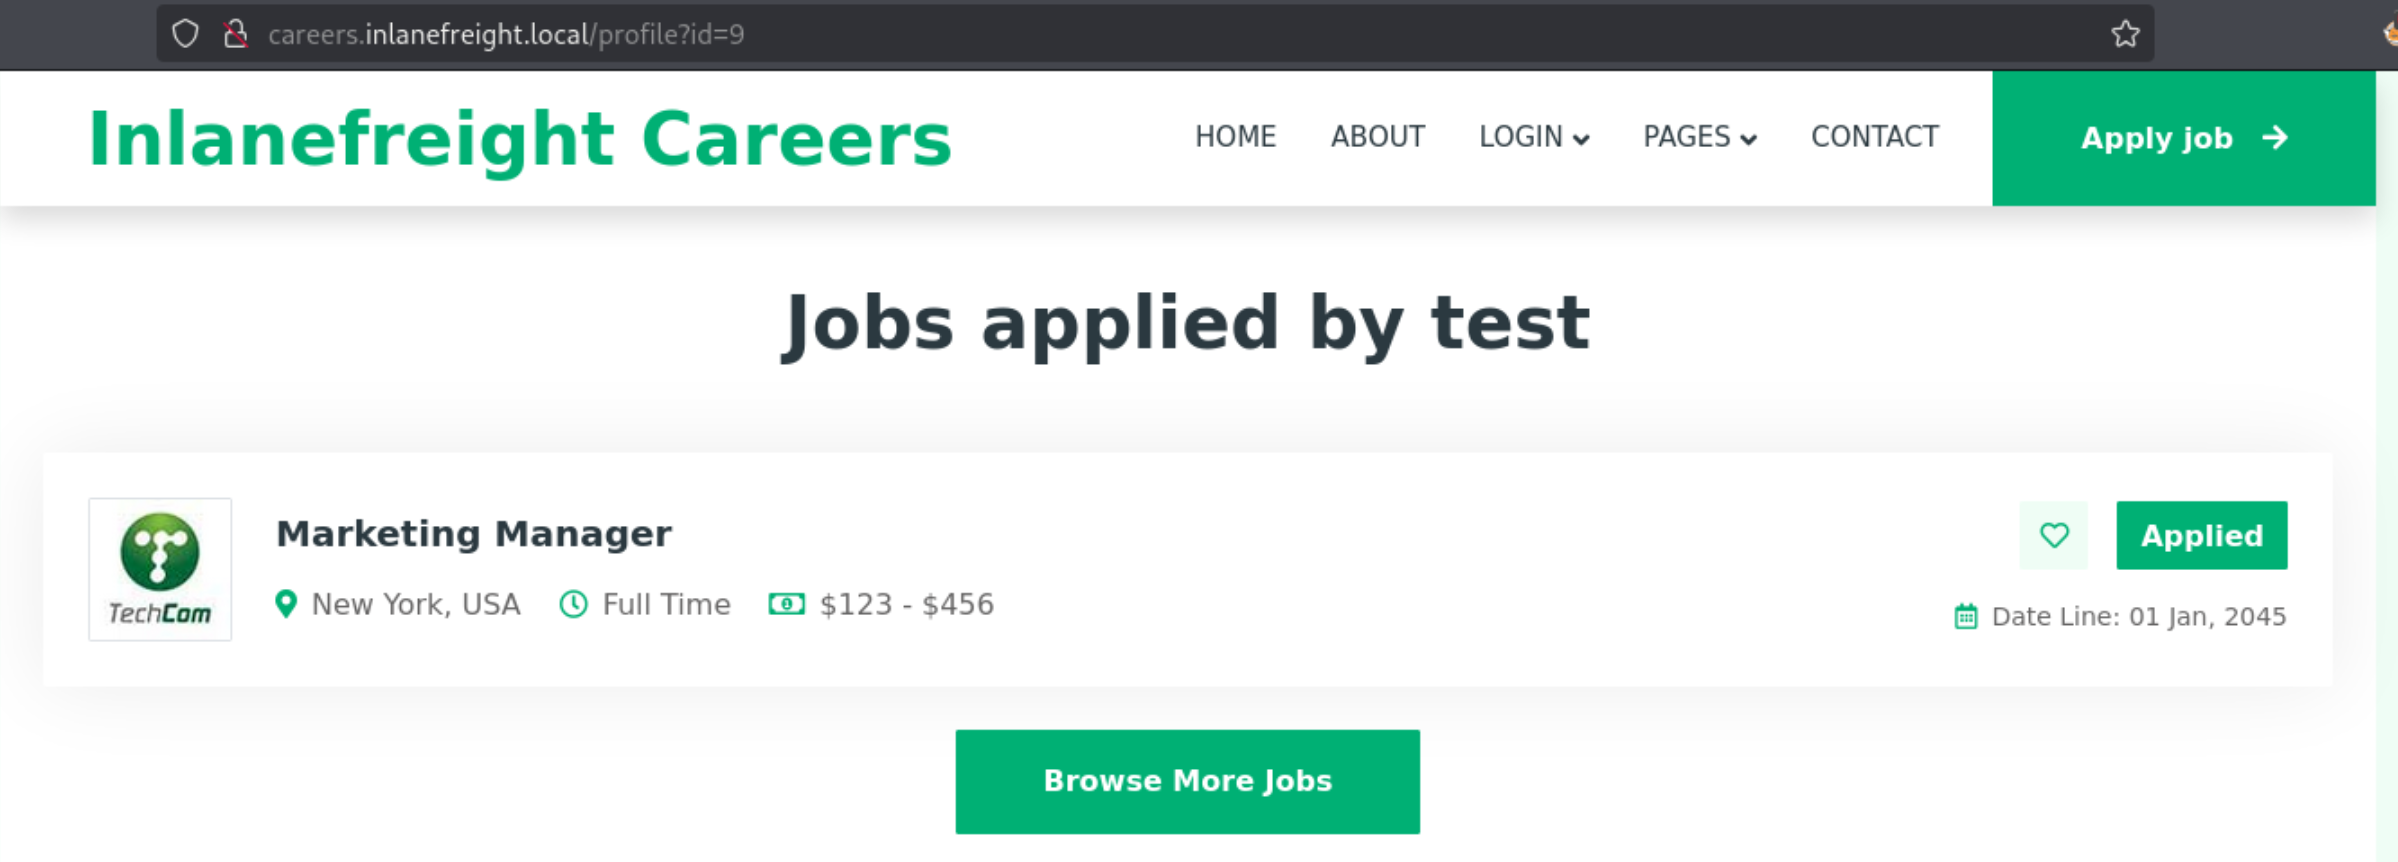 careers.inlanefreight.local/profile?id=9
Inlanefreight Careers
HOME ABOUT LOGIN PAGES CONTACT Apply job
Jobs applied by test
Marketing Manager
Applied
TechCom
New York, USA Full Time $123 - $456
Date Line: 01 Jan, 2045
Browse More Jobs